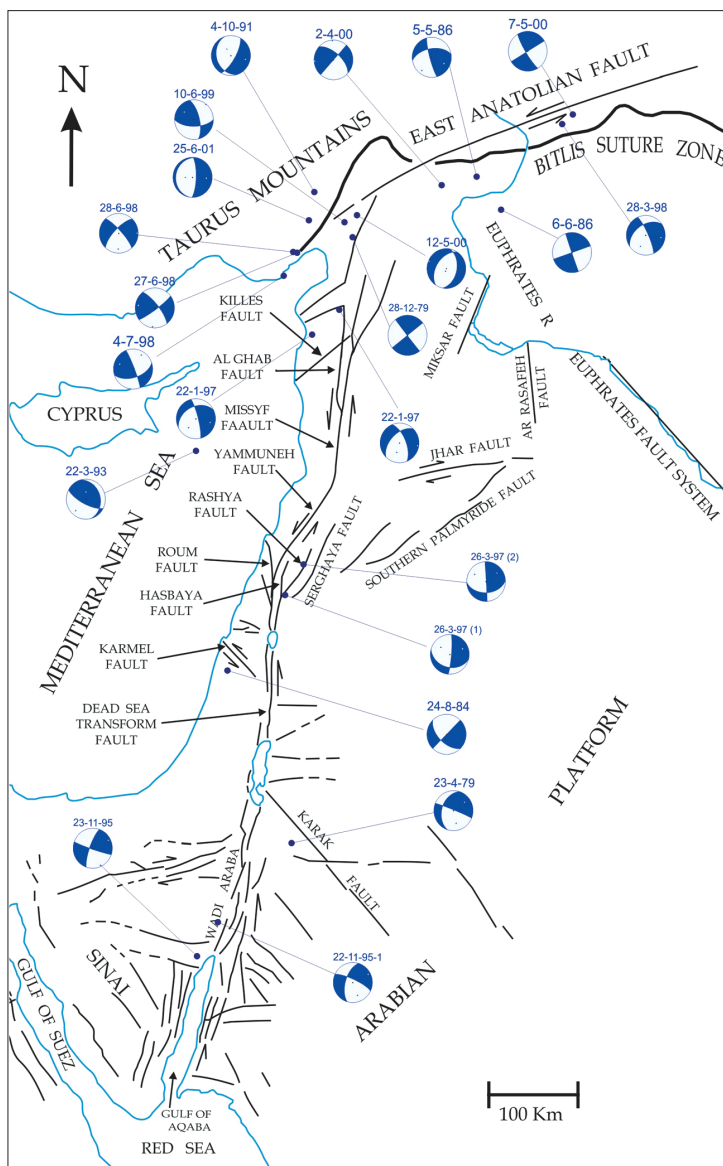 4-10-91
2-4-00
5-5-86
7-5-00
N
10-6-99
EAST ANATOLIAN FAULT
25-6-01
TAURUS MOUNTAINS
BITLIS SUTURE ZONE
28-6-98
12-5-00
6-6-86
28-3-98
27-6-98
KILLES
FAULT
28-12-79
EUPHRATES R
MIKSAR FAULT
4-7-98
AL GHAB
FAULT
AR RASAFEH
FAULT
EUPHRATES FAULT SYSTEM
CYPRUS
22-1-97
MISSYF
FAAULT
22-1-97
22-3-93
YAMMUNEH
FAULT
JHAR FAULT
MEDITERRANEAN SEA
RASHYA
FAULT
SERGHAYA FAULT
SOUTHERN PALMYRIDE FAULT
ROUM
FAULT
26-3-97 (2)
HASBAYA
FAULT
26-3-97 (1)
KARMEL
FAULT
24-8-84
DEAD SEA
TRANSFORM
FAULT
ARABIAN PLATFORM
23-4-79
23-11-95
KARAK FAULT
WADI ARABA
SINAI
22-11-95-1
GULF OF SUEZ
GULF OF
AQABA
100 Km
RED SEA